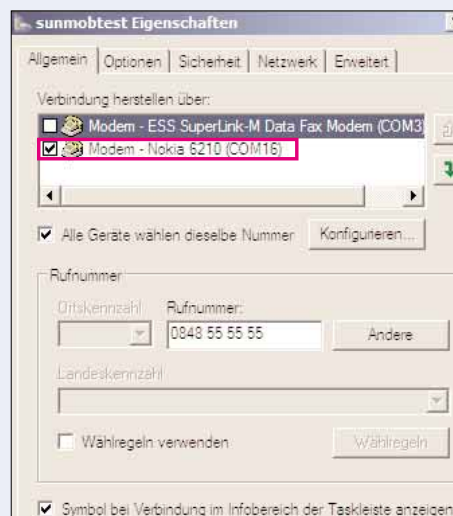 sunmobtest Eigenschaften
Allgemein Optionen Sicherheit Netzwerk Erweitert
Verbindung herstellen über:
Modem - ESS SuperLink-M Data Fax Modem (COM3)
Modem - Nokia 6210 (COM16)
Alle Geräte wählen dieselbe Nummer Konfigurieren...
Rufnummer
Ortskennzahl Rufnummer:
0848 55 55 55 Andere
Landeskennzahl
Wählregeln verwenden Wählregeln
Symbol bei Verbindung im Infobereich der Taskleiste anzeigen